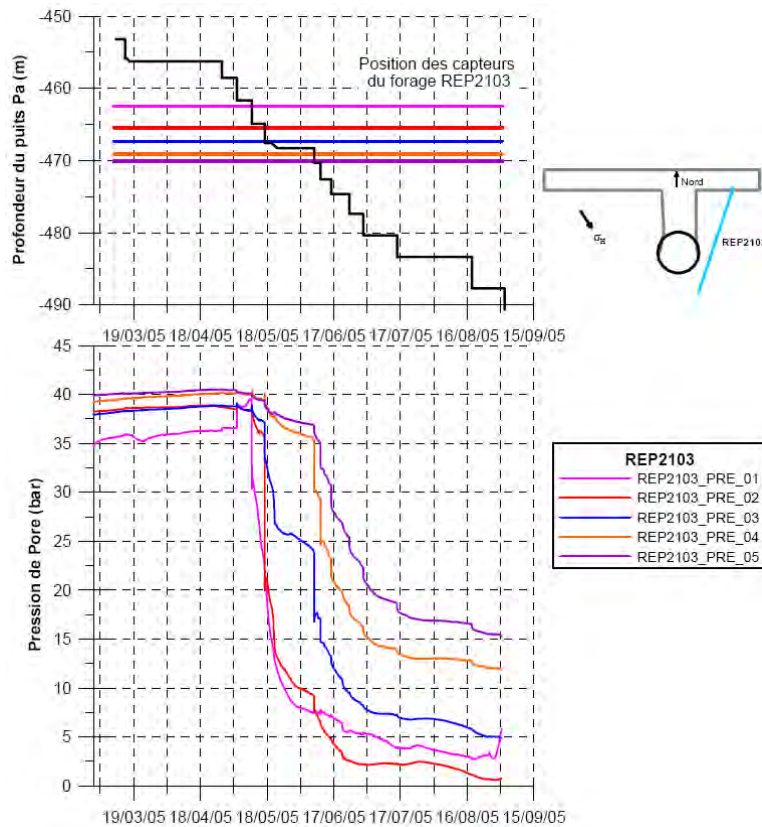 -450
-460
-470
-480
-490
Profondeur du puits Pa (m)
Position des capteurs
du forage REP2103
19/03/05 18/04/05 18/05/05 17/06/05 17/07/05 16/08/05 15/09/05
Nord
σH
REP2103
45
40
35
30
25
20
15
10
5
0
Pression de Pore (bar)
19/03/05 18/04/05 18/05/05 17/06/05 17/07/05 16/08/05 15/09/05
REP2103
REP2103_PRE_01
REP2103_PRE_02
REP2103_PRE_03
REP2103_PRE_04
REP2103_PRE_05